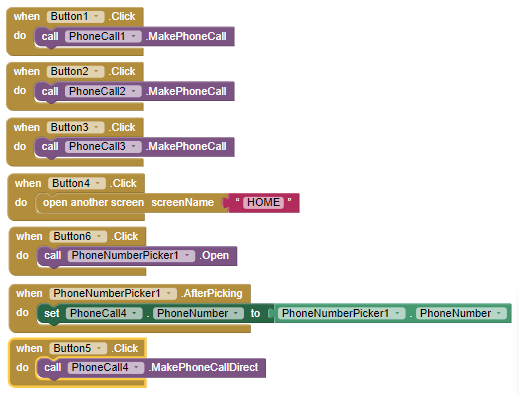 when Button1 .Click
do call PhoneCall1 .MakePhoneCall
when Button2 .Click
do call PhoneCall2 .MakePhoneCall
when Button3 .Click
do call PhoneCall3 .MakePhoneCall
when Button4 .Click
do open another screen screenName " HOME "
when Button6 .Click
do call PhoneNumberPicker1 .Open
when PhoneNumberPicker1 .AfterPicking
do set PhoneCall4 . PhoneNumber to PhoneNumberPicker1 . PhoneNumber
when Button5 .Click
do call PhoneCall4 .MakePhoneCallDirect